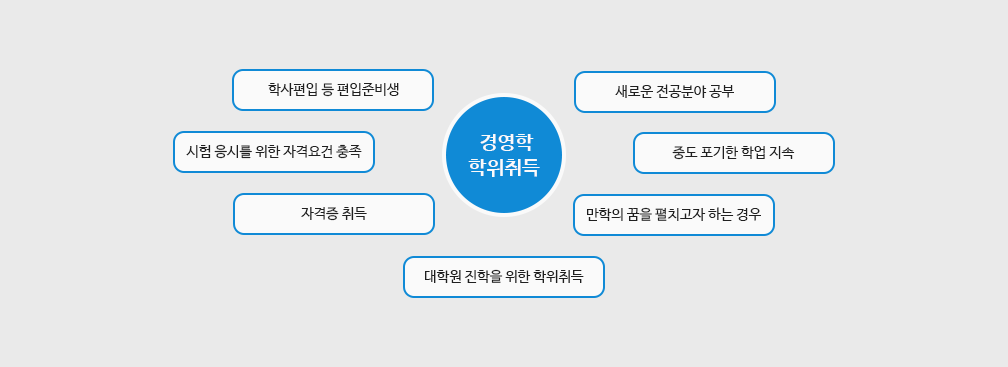 학사편입 등 편입준비생
새로운 전공분야 공부
시험 응시를 위한 자격요건 충족
경영학
학위취득
중도 포기한 학업 지속
자격증 취득
만학의 꿈을 펼치고자 하는 경우
대학원 진학을 위한 학위취득